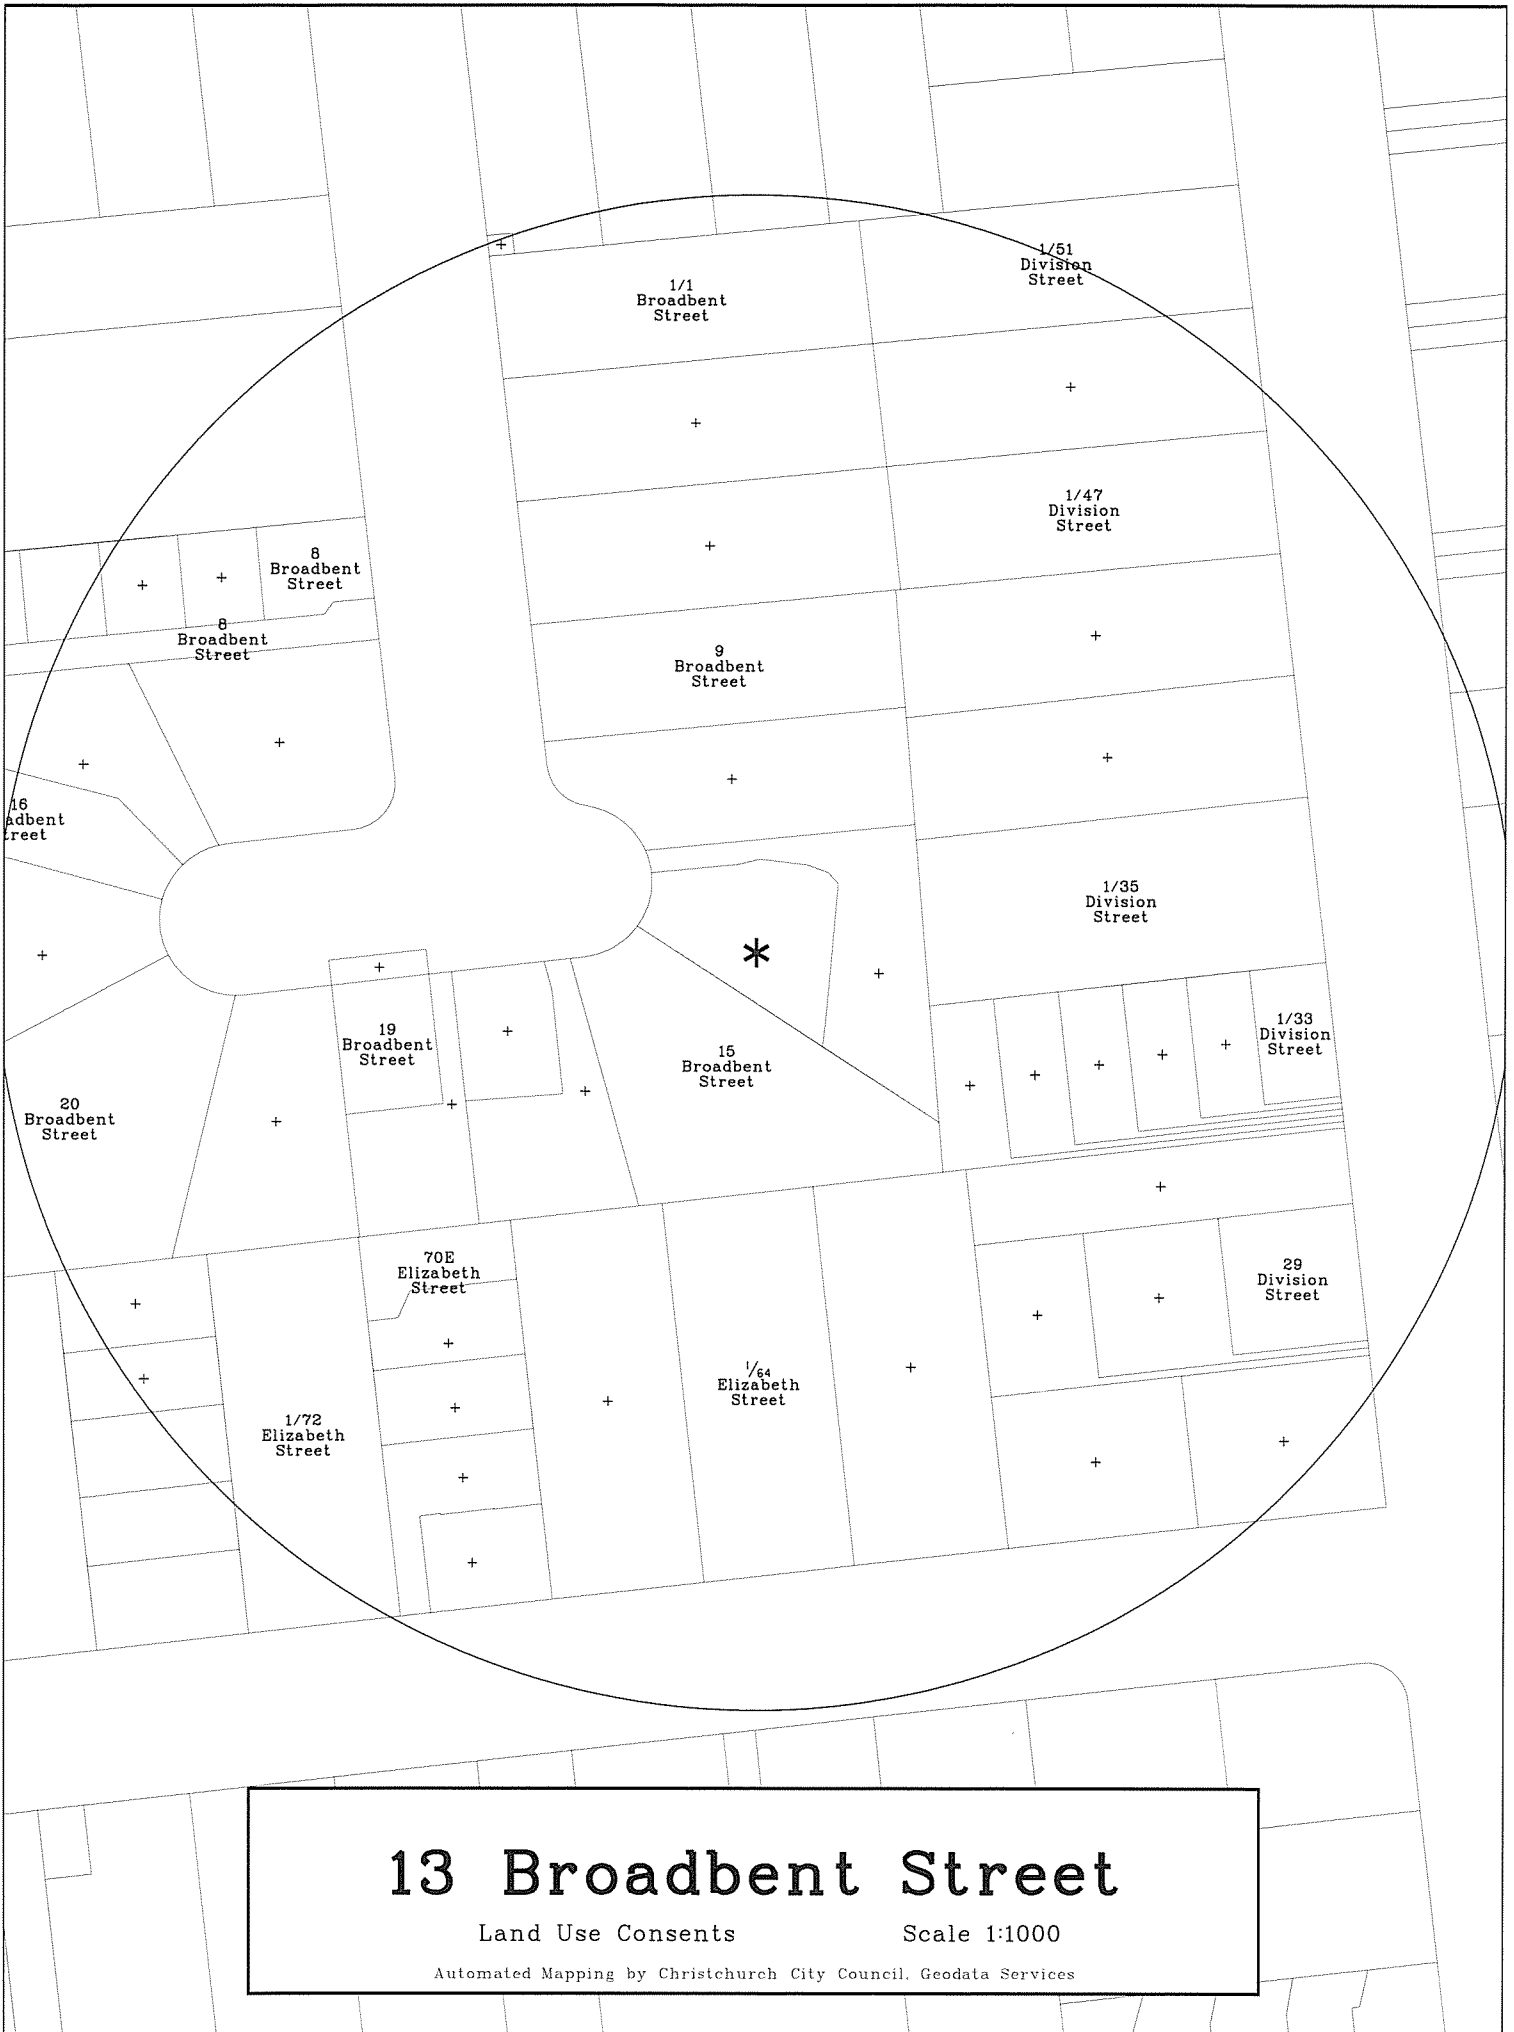 1/51
Division
Street
1/1
Broadbent
Street
1/47
Division
Street
8
Broadbent
Street
8
Broadbent
Street
9
Broadbent
Street
16
adbent
treet
1/35
Division
Street
19
Broadbent
Street
15
Broadbent
Street
1/33
Division
Street
20
Broadbent
Street
70E
Elizabeth
Street
29
Division
Street
1/64
Elizabeth
Street
1/72
Elizabeth
Street
13 Broadbent Street
Land Use Consents Scale 1:1000
Automated Mapping by Christchurch City Council, Geodata Services